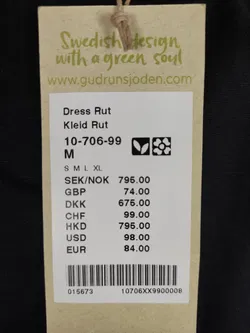 Swedish design
with a green soul
www.gudrunsjoden.com
Dress Rut
Kleid Rut
10-706-99
M
S M L XL
SEK/NOK 795.00
GBP 74.00
DKK 675.00
CHF 99.00
HKD 795.00
USD 98.00
EUR 84.00
015673 10706XX9900008